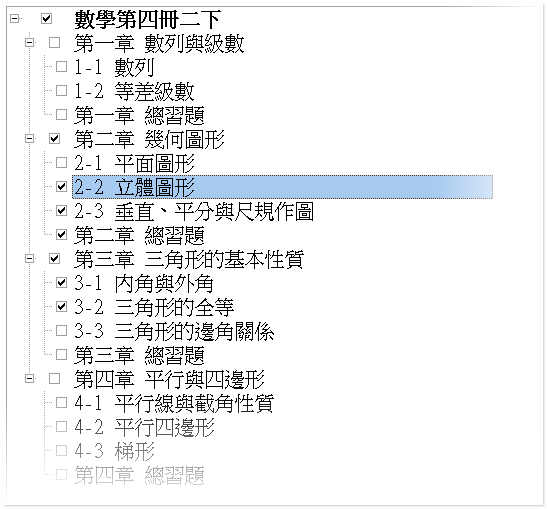 數學第四冊二下
第一章 數列與級數
1-1 數列
1-2 等差級數
第一章 總習題
第二章 幾何圖形
2-1 平面圖形
2-2 立體圖形
2-3 垂直、平分與尺規作圖
第二章 總習題
第三章 三角形的基本性質
3-1 內角與外角
3-2 三角形的全等
3-3 三角形的邊角關係
第三章 總習題
第四章 平行與四邊形
4-1 平行線與截角性質
4-2 平行四邊形
4-3 梯形
第四章 總習題